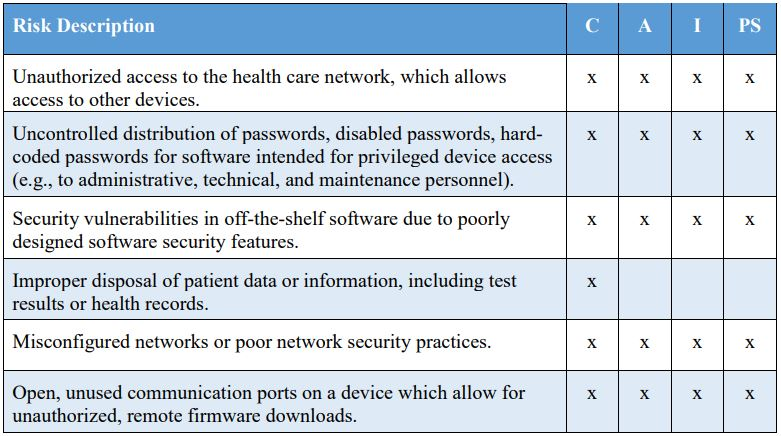 Risk Description C A I PS
Unauthorized access to the health care network, which allows
access to other devices.
x x x x
Uncontrolled distribution of passwords, disabled passwords, hard-
coded passwords for software intended for privileged device access
(e.g., to administrative, technical, and maintenance personnel).
x x x x
Security vulnerabilities in off-the-shelf software due to poorly
designed software security features.
x x x x
Improper disposal of patient data or information, including test
results or health records.
x
Misconfigured networks or poor network security practices. x x x x
Open, unused communication ports on a device which allow for
unauthorized, remote firmware downloads.
x x x x